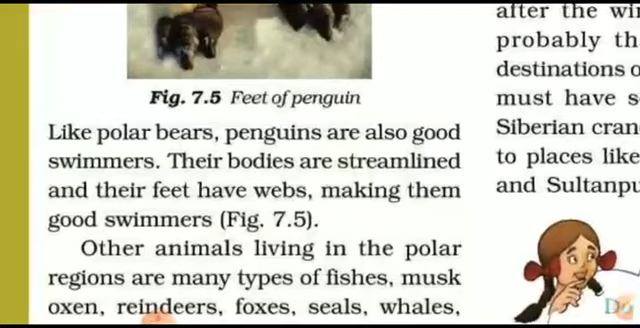 Fig. 7.5 Feet of penguin
Like polar bears, penguins are also good
swimmers. Their bodies are streamlined
and their feet have webs, making them
good swimmers (Fig. 7.5).
Other animals living in the polar
regions are many types of fishes, musk
oxen, reindeers, foxes, seals, whales,
after the
probably
destinations
must have
Siberian
to places like
and